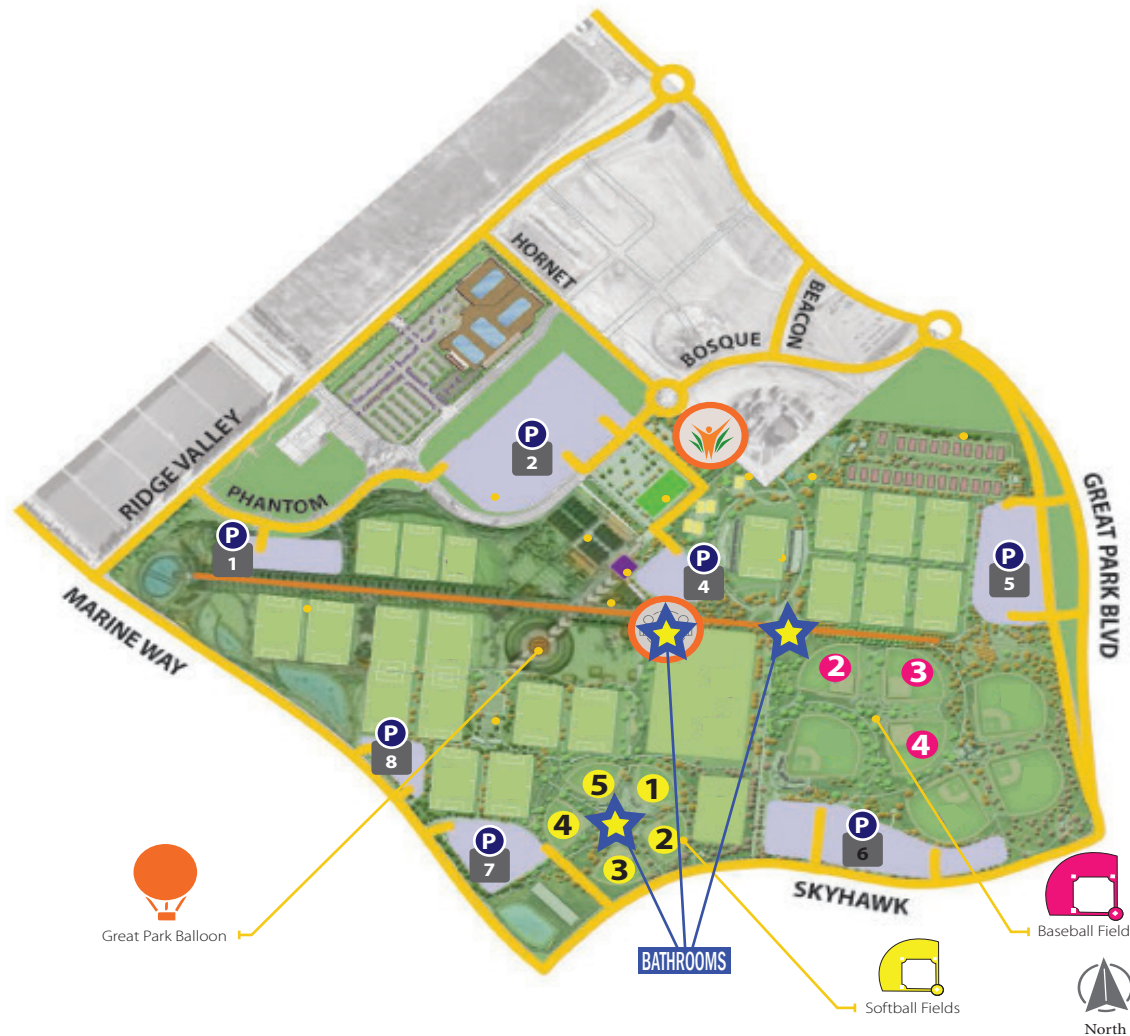 HORNET
BEACON
BOSQUE
RIDGE VALLEY
PHANTOM
P
2
P
1
P
4
P
5
GREAT PARK BLVD
MARINE WAY
2
3
4
P
8
5
1
4
2
3
P
7
P
6
SKYHAWK
Great Park Balloon
BATHROOMS
Softball Fields
Baseball Field
North